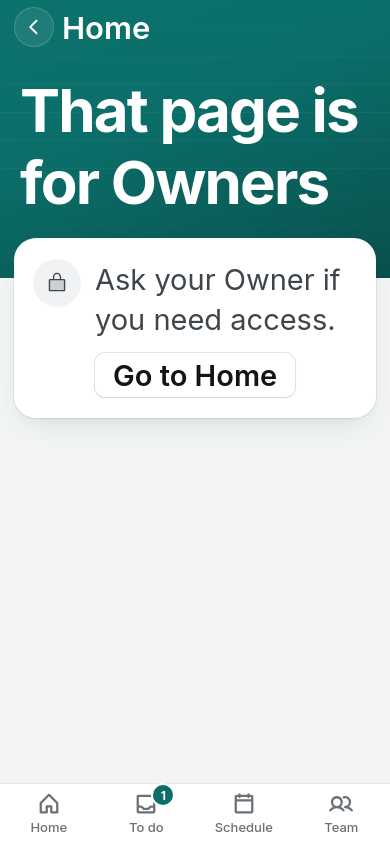 Home
That page is
for Owners
Ask your Owner if
you need access.
Go to Home
1
Home
To do
Schedule
Team